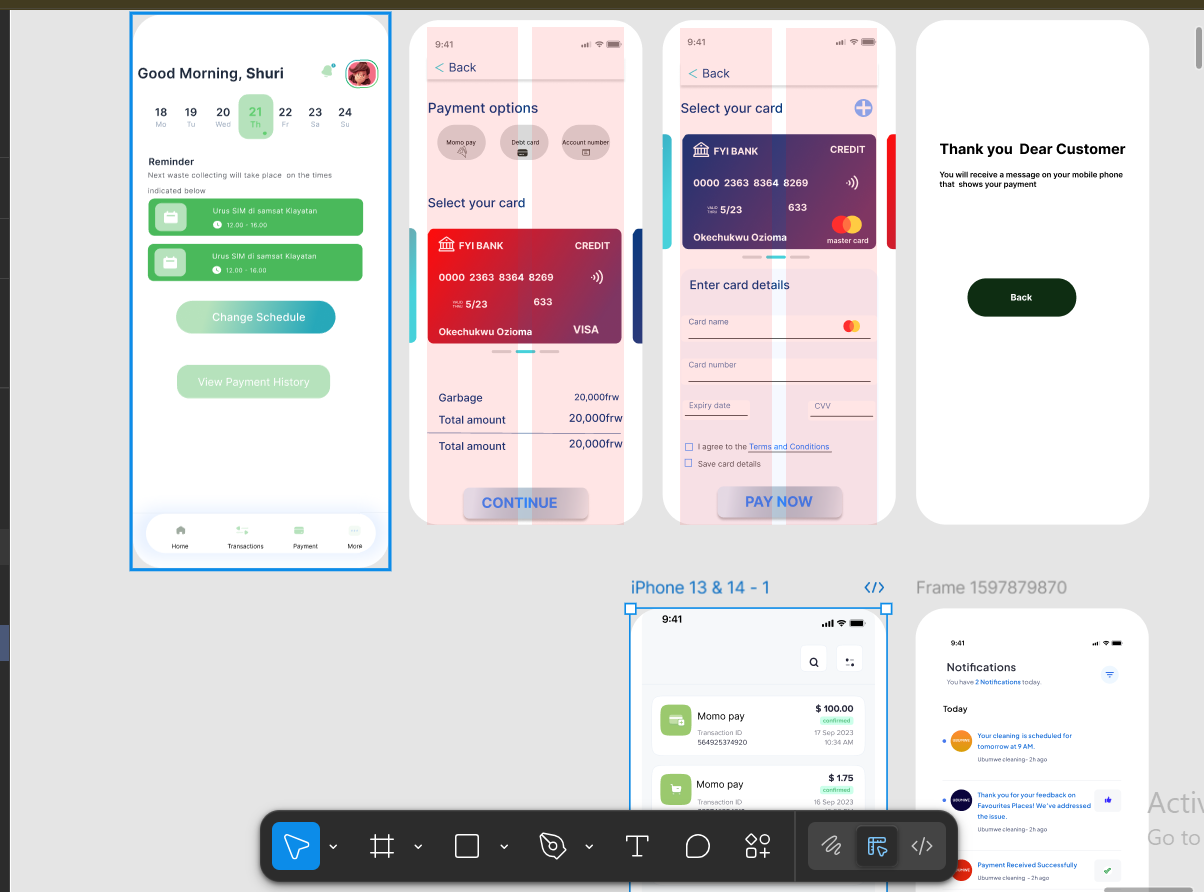 Good Morning, Shuri
18 19 20 21 22 23 24
Mo Tu Wed Th Fr Sa Su
Reminder
Next waste collecting will take place on the times
indicated below
Urus SIM di samsat Klayatan
12.00 - 16.00
Urus SIM di samsat Klayatan
12.00 - 16.00
Change Schedule
View Payment History
Home Transactions Payment More
9:41
< Back
Payment options
Momo pay Debt card Account number
Select your card
FYI BANK CREDIT
0000 2363 8364 8269
VALID
THRU 5/23 633
Okechukwu Ozioma VISA
Garbage 20,000frw
Total amount 20,000frw
Total amount 20,000frw
CONTINUE
9:41
< Back
Select your card
FYI BANK CREDIT
0000 2363 8364 8269
VALID
THRU 5/23 633
Okechukwu Ozioma master card
Enter card details
Card name
Card number
Expiry date CVV
I agree to the Terms and Conditions
Save card details
PAY NOW
Thank you Dear Customer
You will receive a message on your mobile phone
that shows your payment
Back
iPhone 13 & 14 - 1 </>
9:41
Momo pay $ 100.00
confirmed
Transaction ID 17 Sep 2023
564925374920 10:34 AM
Momo pay $ 1.75
confirmed
Transaction ID 16 Sep 2023
Frame 1597879870
9:41
Notifications
You have 2 Notifications today.
Today
UBUMWE
Your cleaning is scheduled for
tomorrow at 9 AM.
Ubumwe cleaning - 2h ago
UBUMWE
Thank you for your feedback on
Favourites Places! We've addressed
the issue.
Ubumwe cleaning - 2h ago
UBUMWE
Payment Received Successfully
Ubumwe cleaning - 2h ago
Activ
Go to